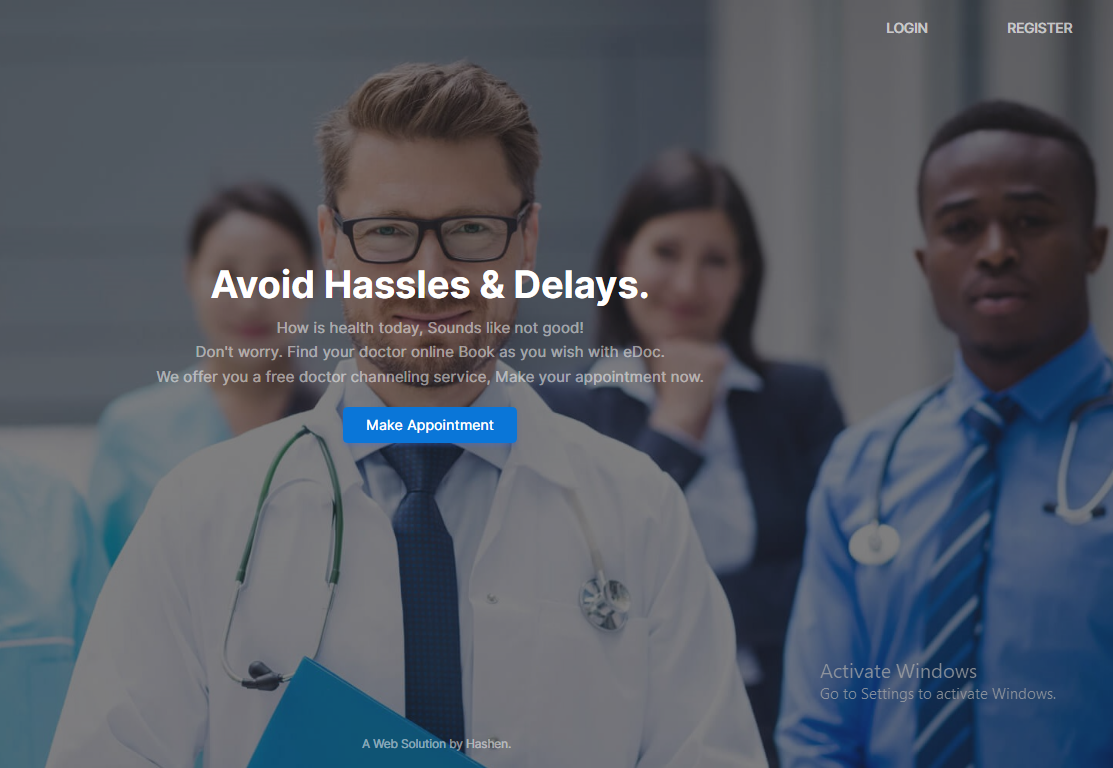 LOGIN REGISTER
Avoid Hassles & Delays.
How is health today, Sounds like not good!
Don't worry. Find your doctor online Book as you wish with eDoc.
We offer you a free doctor channeling service, Make your appointment now.
Make Appointment
Activate Windows
Go to Settings to activate Windows.
A Web Solution by Hashen.